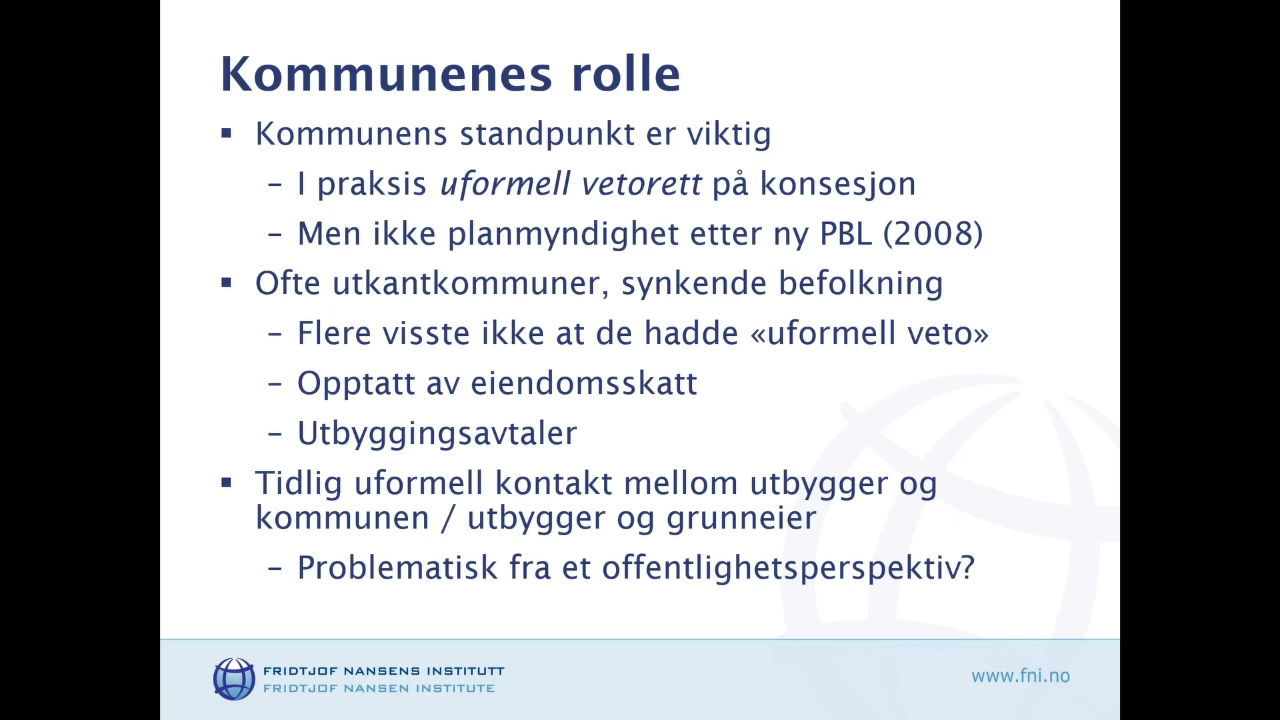 Kommunenes rolle
▪ Kommunens standpunkt er viktig
– I praksis uformell vetorett på konsesjon
– Men ikke planmyndighet etter ny PBL (2008)
▪ Ofte utkantkommuner, synkende befolkning
– Flere visste ikke at de hadde «uformell veto»
– Opptatt av eiendomsskatt
– Utbyggingsavtaler
▪ Tidlig uformell kontakt mellom utbygger og
kommunen / utbygger og grunneier
– Problematisk fra et offentlighetsperspektiv?
FRIDTJOF NANSENS INSTITUTT
FRIDTJOF NANSEN INSTITUTE
www.fni.no